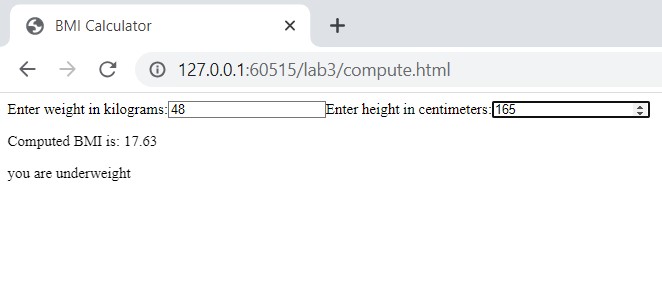 BMI Calculator
127.0.0.1:60515/lab3/compute.html
Enter weight in kilograms:48 Enter height in centimeters:165
Computed BMI is: 17.63
you are underweight